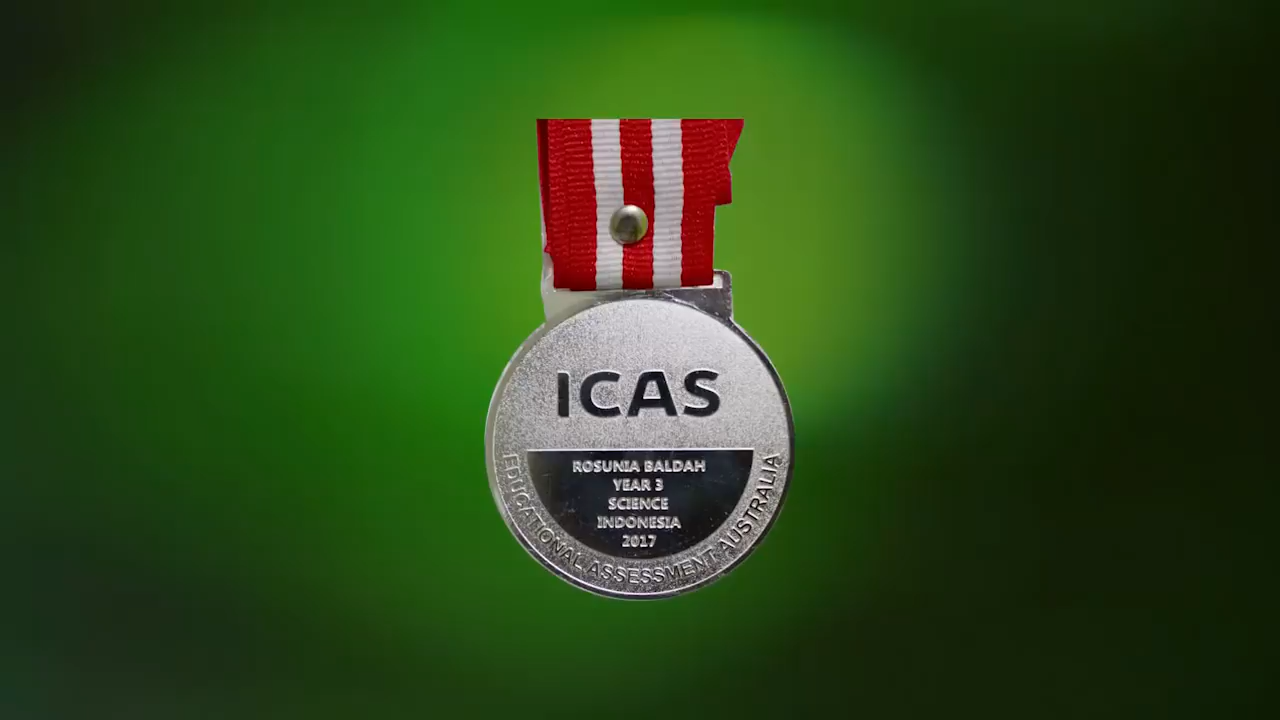 ICAS
ROSUNIA BALDAH
YEAR 3
SCIENCE
INDONESIA
2017
EDUCATIONAL ASSESSMENT AUSTRALIA